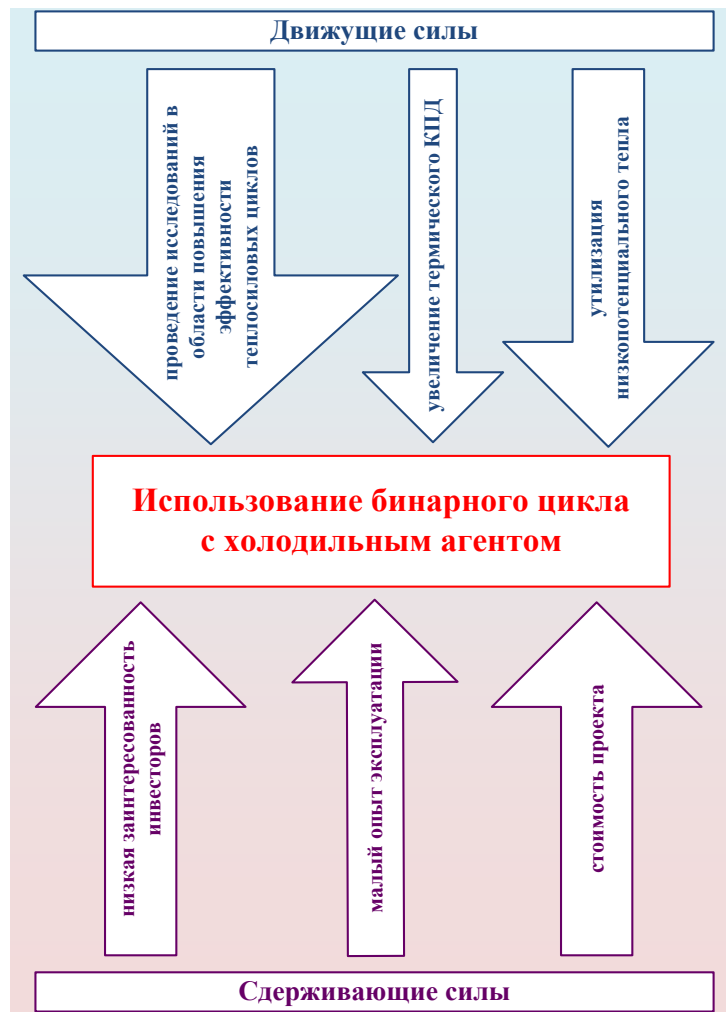 Движущие силы
проведение исследований в
области повышения
эффективности
теплосиловых циклов
увеличение термического КПД
утилизация
низкопотенциального тепла
Использование бинарного цикла
с холодильным агентом
низкая заинтересованность
инвесторов
малый опыт эксплуатации
стоимость проекта
Сдерживающие силы